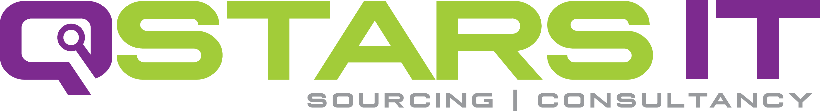 QSTARS IT
SOURCING | CONSULTANCY